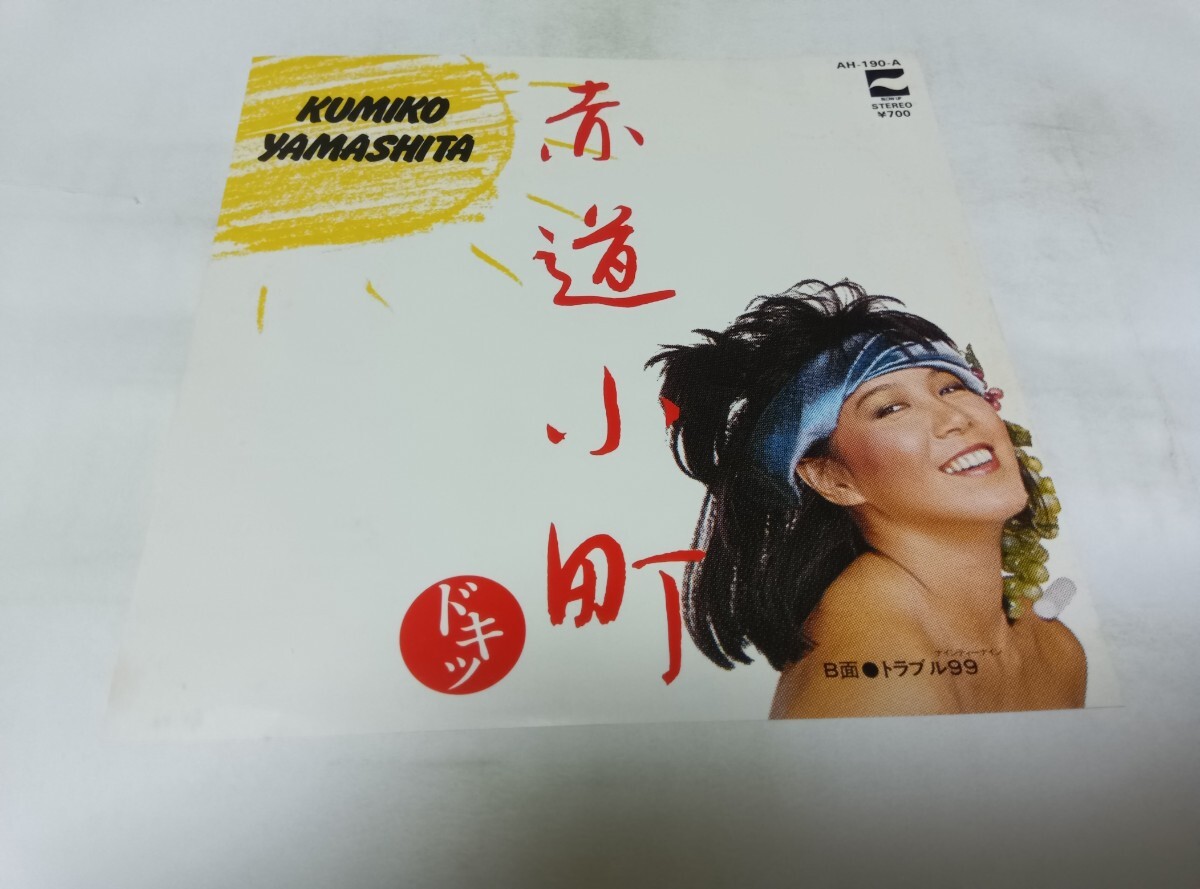 KUMIKO
YAMASHITA
赤道小町
ドキッ
AH-190-A
STEREO
¥700
ナインティーナイン
B面●トラブル99